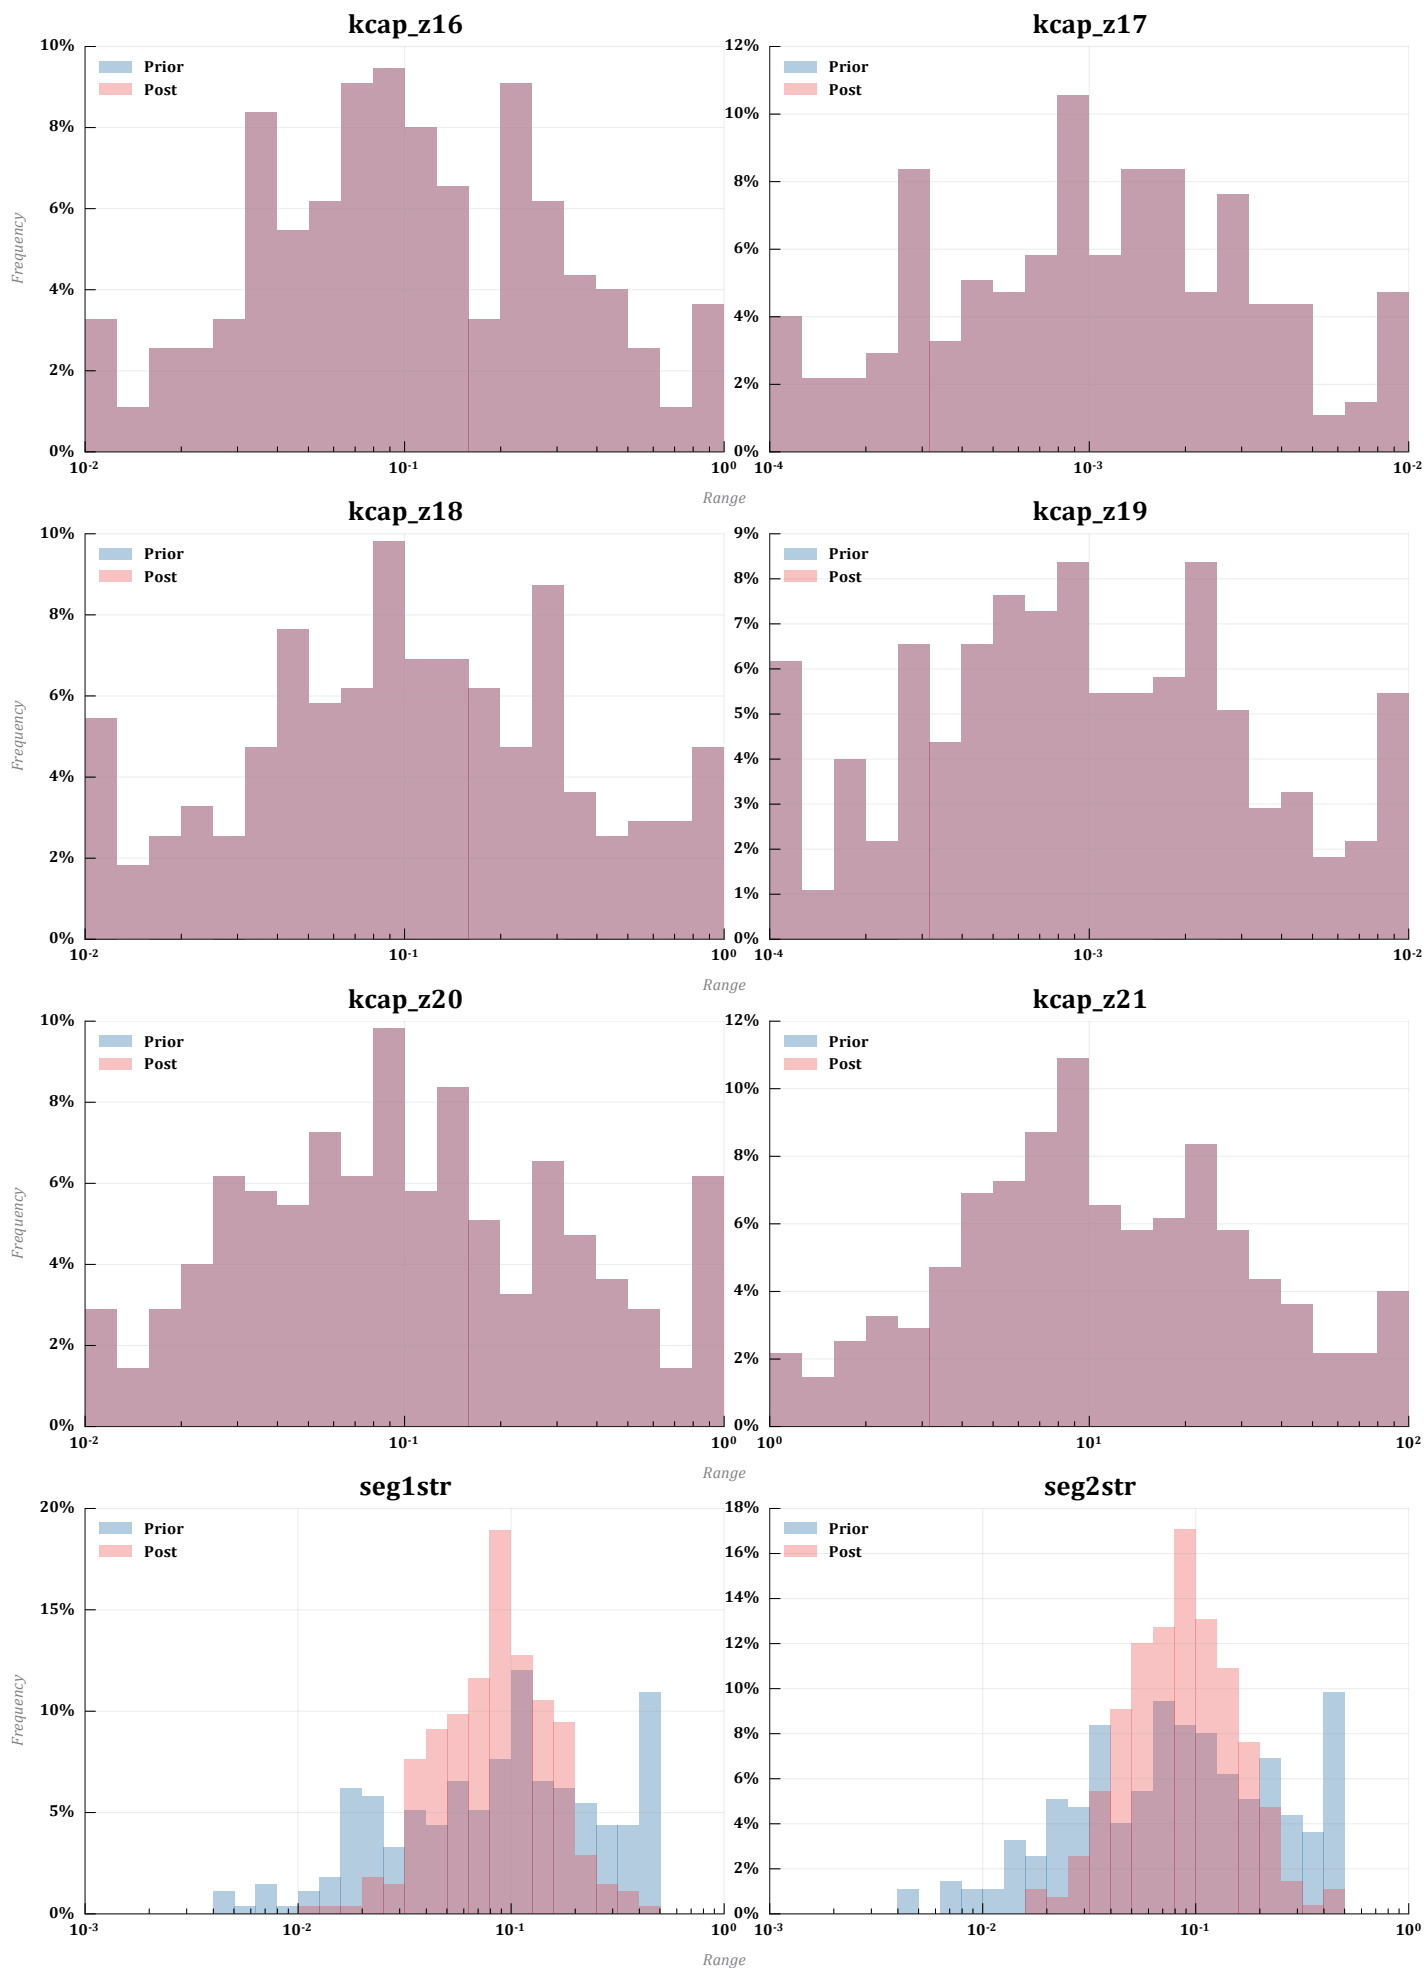 kcap_z16 kcap_z17
10% 12%
Prior Prior
Post Post
10%
8%
8%
6%
6%
Frequency
4%
4%
2%
2%
0% 0%
10⁻² 10⁻¹ 10⁰ 10⁻⁴ 10⁻³ 10⁻²
Range
kcap_z18 kcap_z19
10% 9%
Prior Prior
Post Post
8%
8%
7%
6%
6%
5%
Frequency
4%
4%
3%
2%
2%
1%
0% 0%
10⁻² 10⁻¹ 10⁰ 10⁻⁴ 10⁻³ 10⁻²
Range
kcap_z20 kcap_z21
10% 12%
Prior Prior
Post Post
10%
8%
8%
6%
6%
Frequency
4%
4%
2%
2%
0% 0%
10⁻² 10⁻¹ 10⁰ 10⁰ 10¹ 10²
Range
seg1str seg2str
20% 18%
Prior Prior
Post Post
16%
14%
15%
12%
10%
10%
Frequency
8%
6%
5%
4%
2%
0% 0%
10⁻³ 10⁻² 10⁻¹ 10⁰ 10⁻³ 10⁻² 10⁻¹ 10⁰
Range